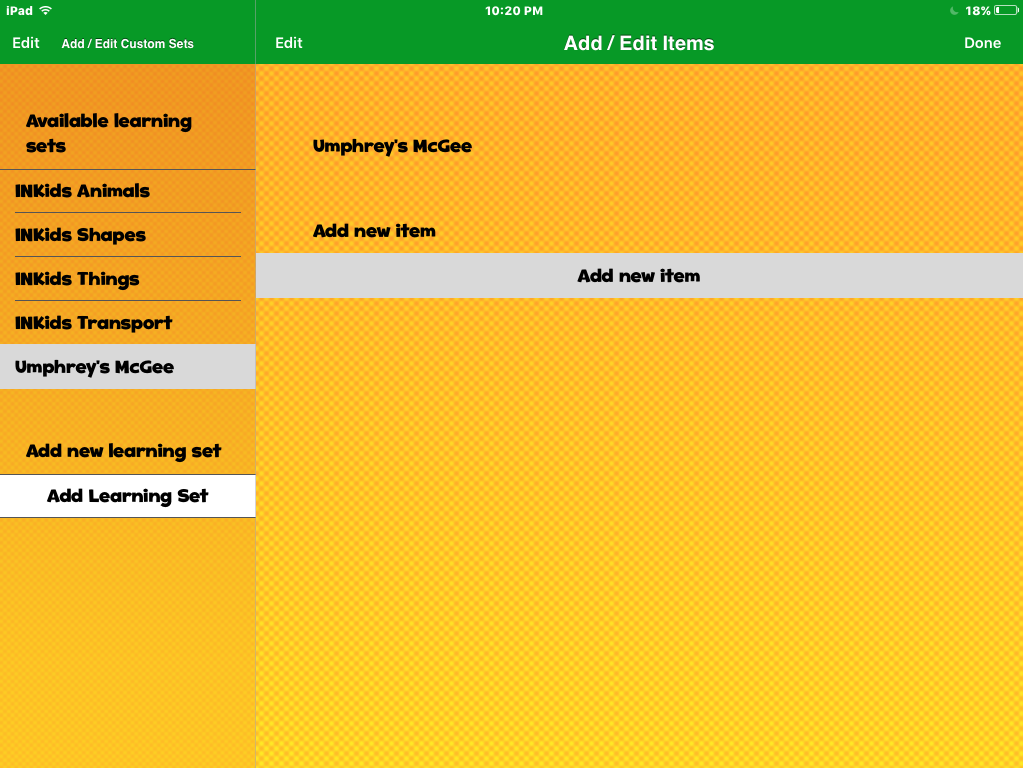 iPad 10:20 PM 18%
Edit Add / Edit Custom Sets Edit Add / Edit Items Done
Available learning
sets
INKids Animals
INKids Shapes
INKids Things
INKids Transport
Umphrey's McGee
Add new learning set
Add Learning Set
Umphrey's McGee
Add new item
Add new item